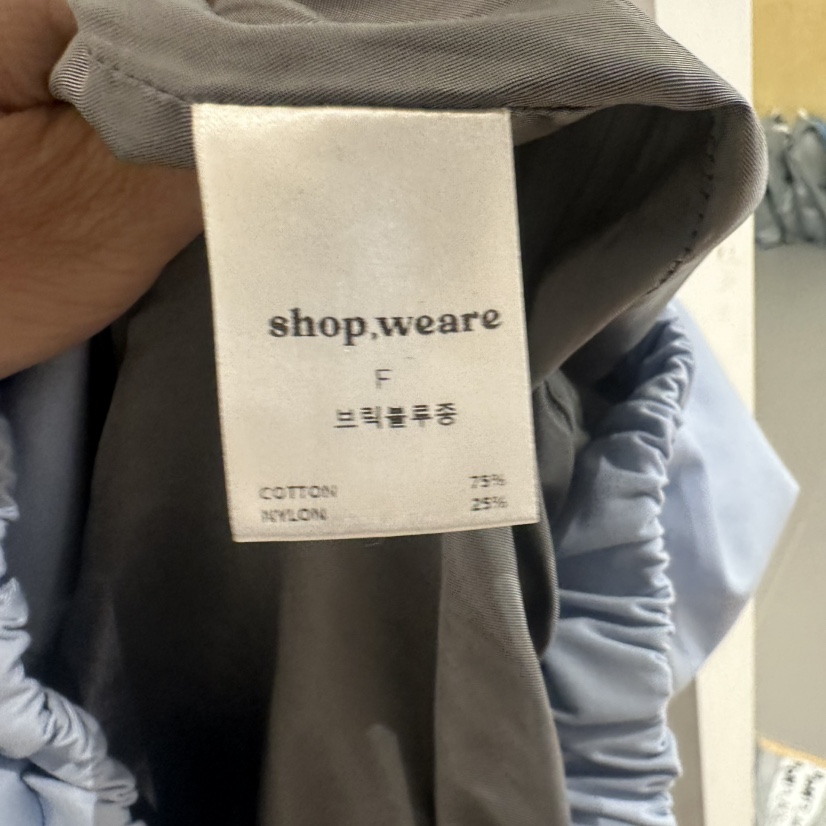 shop,weare
F
브릭블루종
COTTON 75%
NYLON 25%